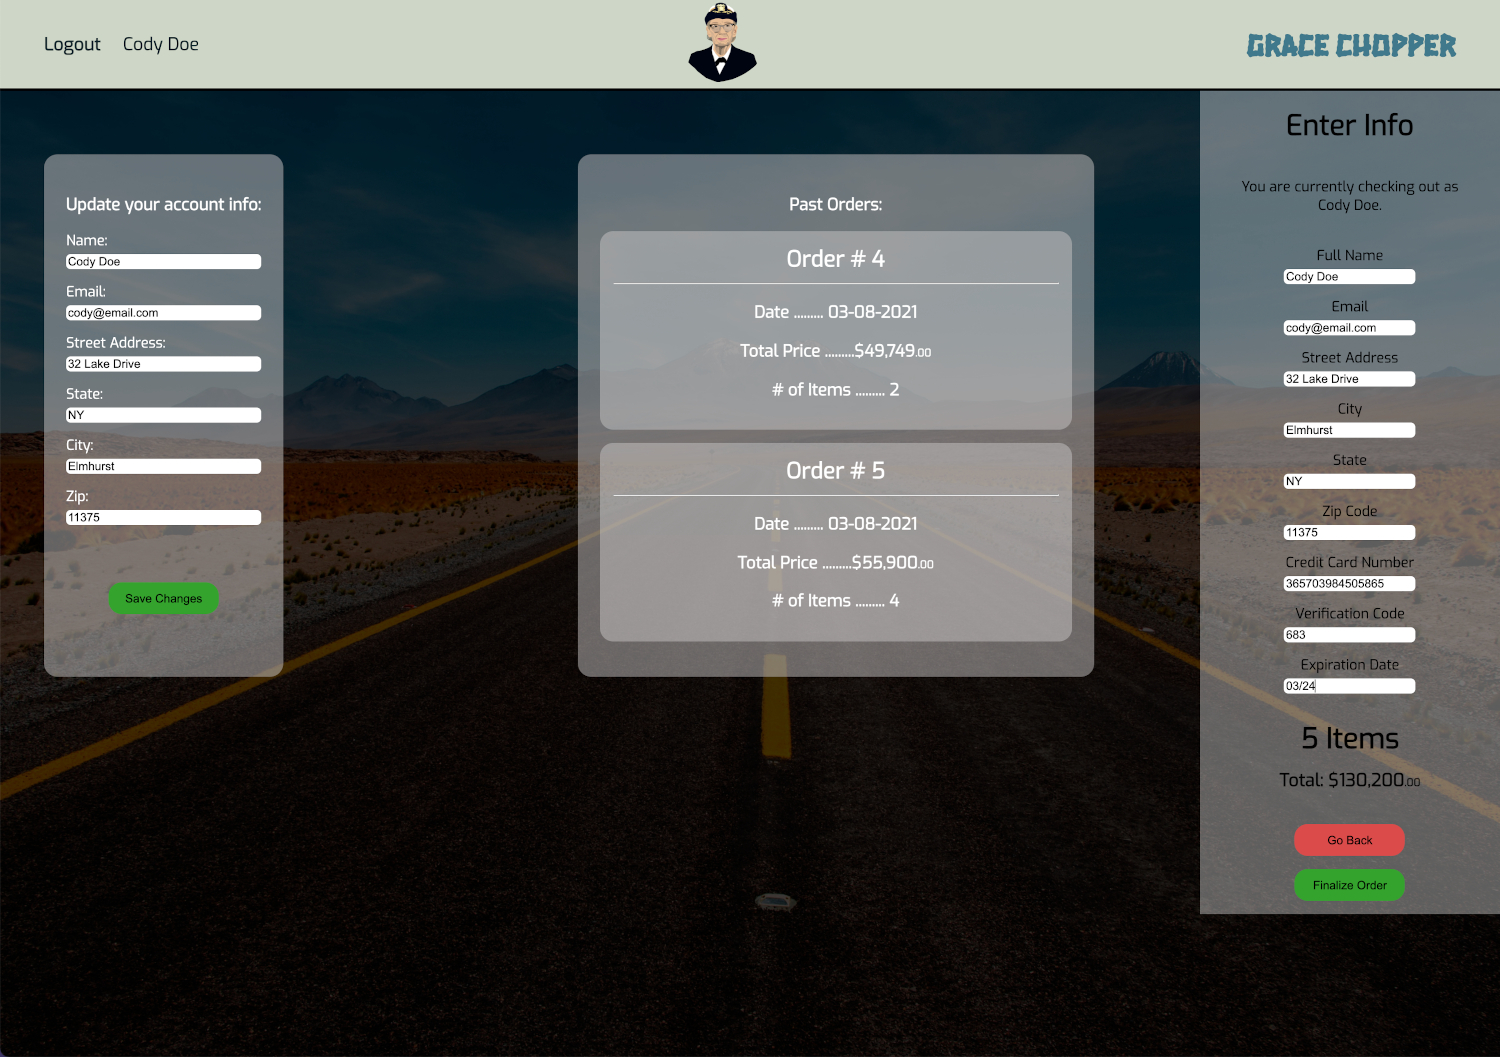 Logout
Cody Doe
GRACE CHOPPER
Update your account info:
Name:
Cody Doe
Email:
cody@email.com
Street Address:
32 Lake Drive
State:
NY
City:
Elmhurst
Zip:
11375
Save Changes
Past Orders:
Order # 4
Date ......... 03-08-2021
Total Price .........$49,749.00
# of Items ......... 2
Order # 5
Date ......... 03-08-2021
Total Price .........$55,900.00
# of Items ......... 4
Enter Info
You are currently checking out as
Cody Doe.
Full Name
Cody Doe
Email
cody@email.com
Street Address
32 Lake Drive
City
Elmhurst
State
NY
Zip Code
11375
Credit Card Number
365703984505865
Verification Code
683
Expiration Date
03/24
5 Items
Total: $130,200.00
Go Back
Finalize Order